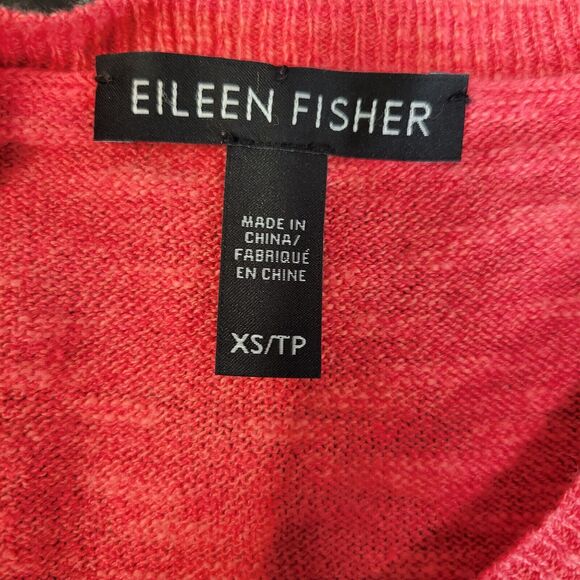 EILEEN FISHER
MADE IN
CHINA/
FABRIQUÉ
EN CHINE
XS/TP